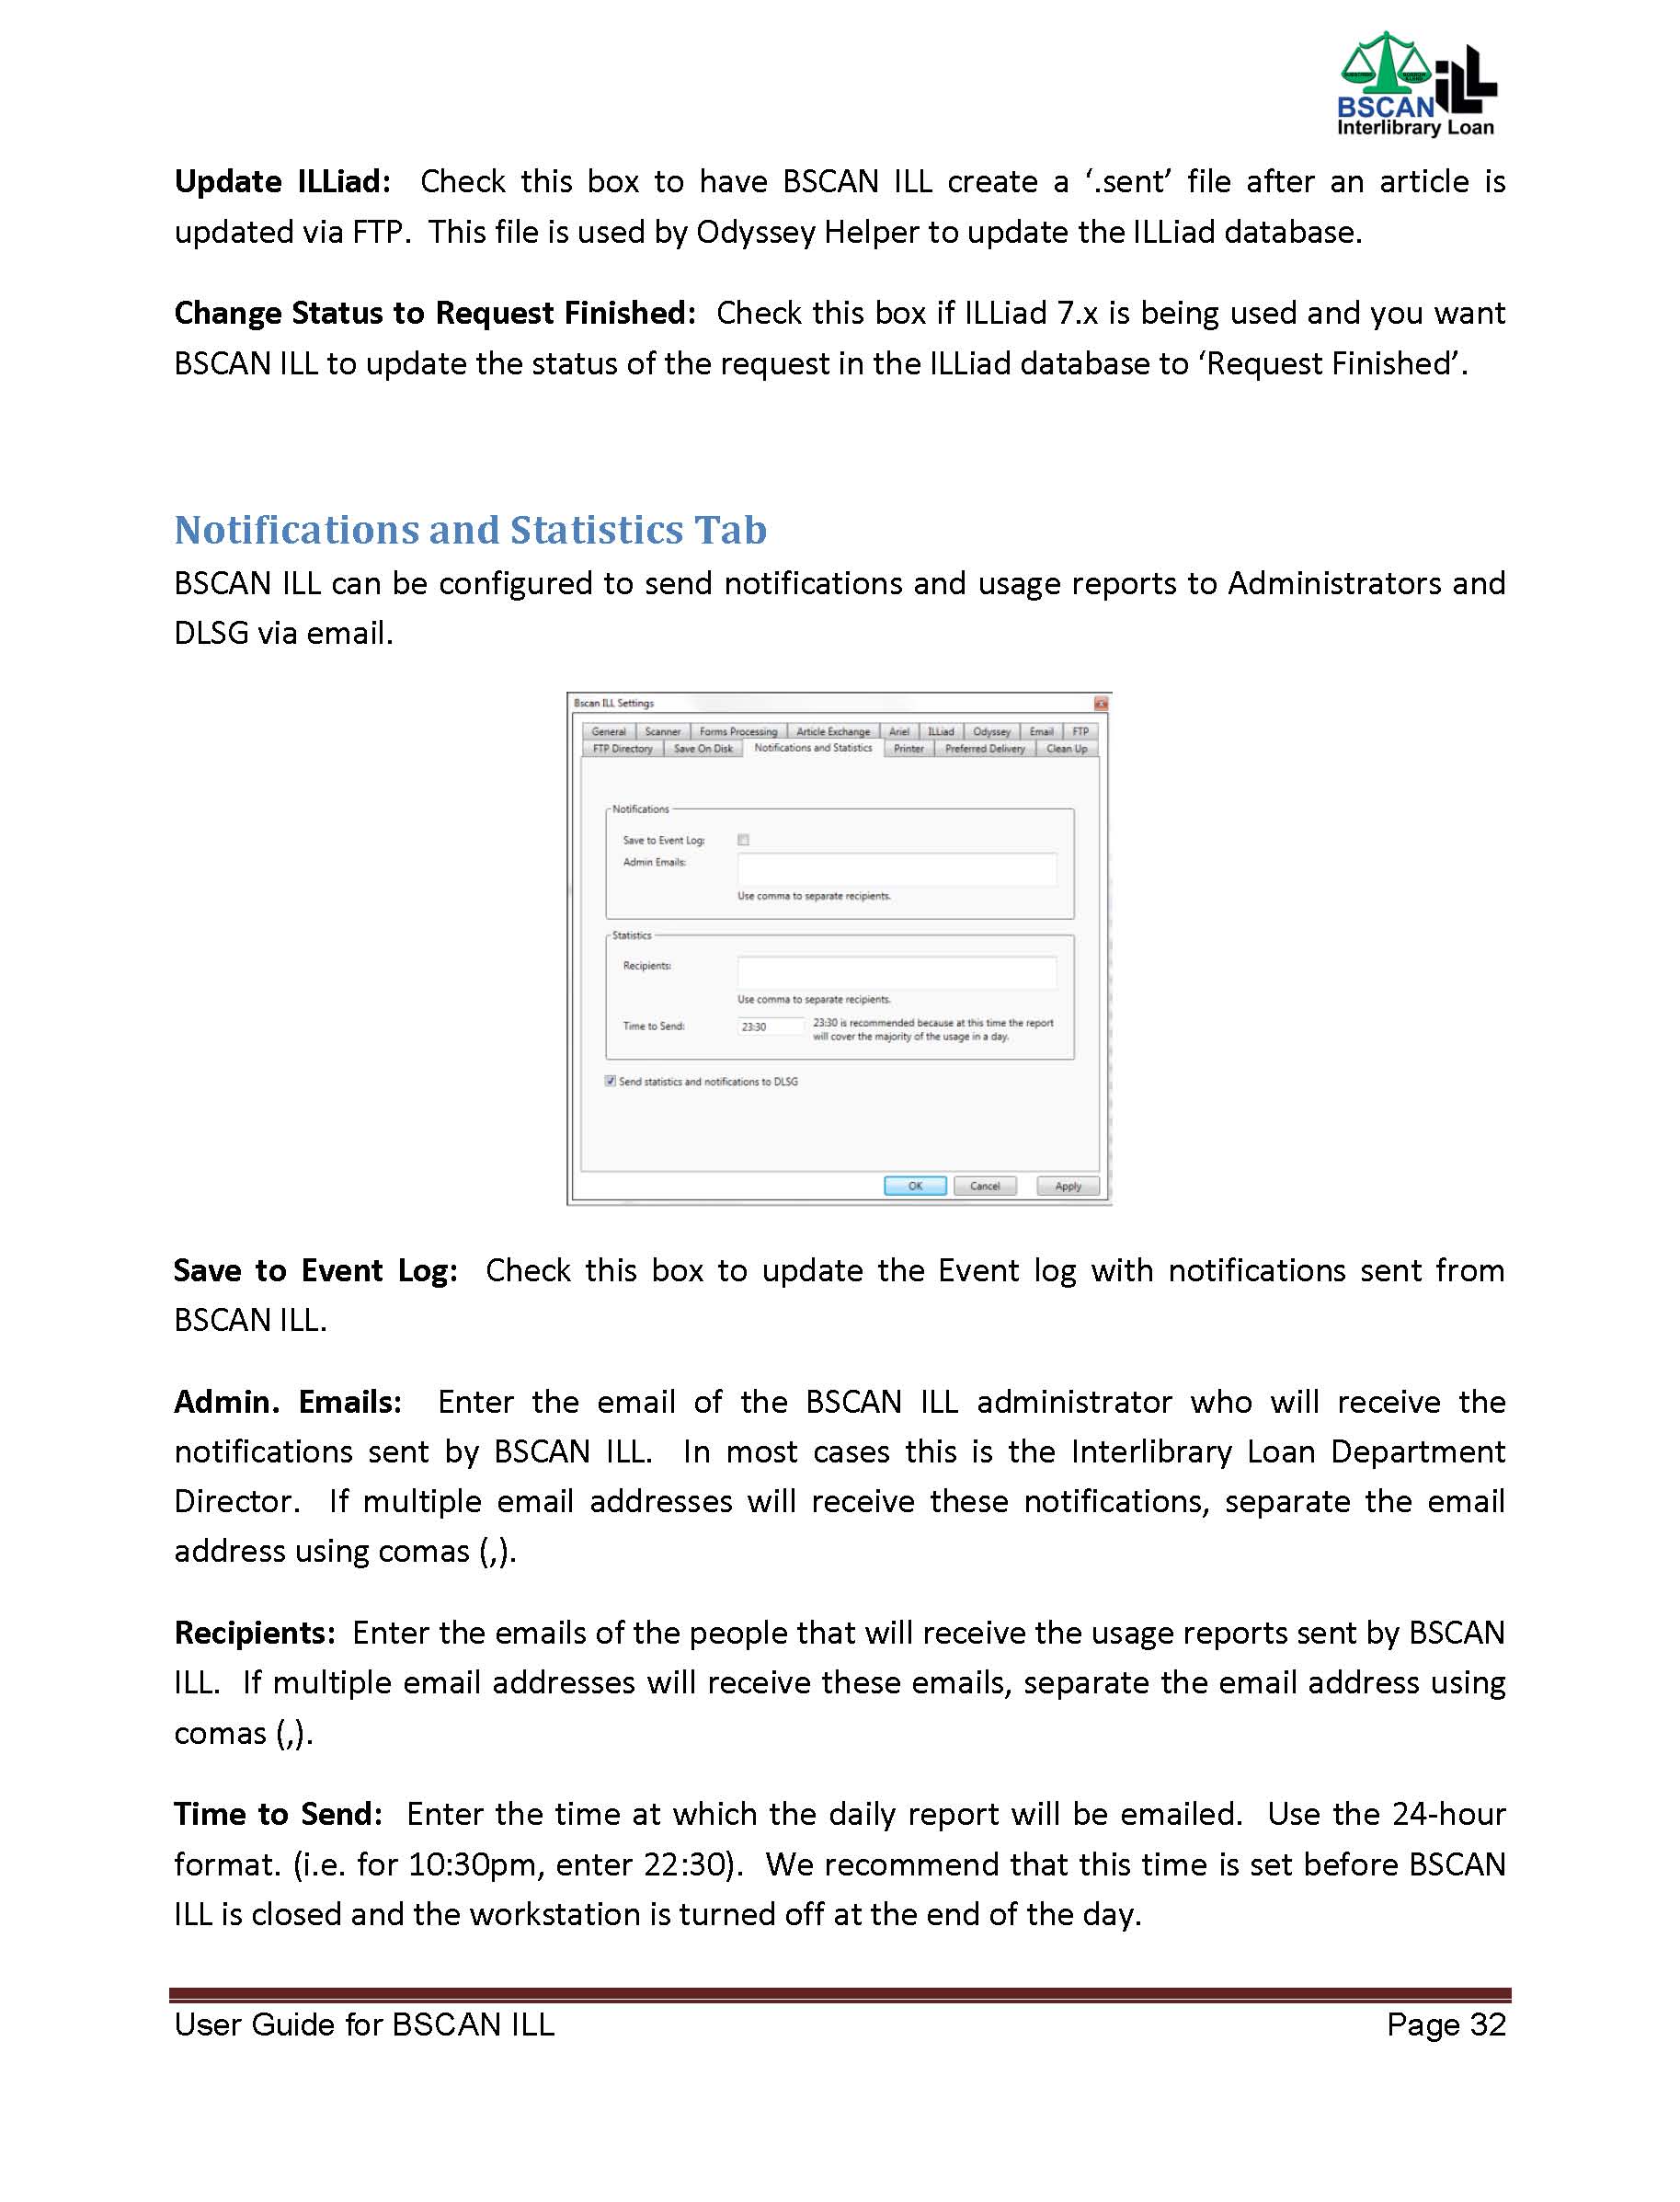 BSCAN ILL
Interlibrary Loan
Update ILLiad:  Check this box to have BSCAN ILL create a ‘.sent’ file after an article is
updated via FTP.  This file is used by Odyssey Helper to update the ILLiad database.
Change Status to Request Finished:  Check this box if ILLiad 7.x is being used and you want
BSCAN ILL to update the status of the request in the ILLiad database to ‘Request Finished’.
Notifications and Statistics Tab
BSCAN ILL can be configured to send notifications and usage reports to Administrators and
DLSG via email.
Bscan ILL Settings
General Scanner Forms Processing Article Exchange Ariel ILLiad Odyssey Email FTP
FTP Directory Save On Disk Notifications and Statistics Printer Preferred Delivery Clean Up
Notifications
Save to Event Log:
Admin Emails:
Use comma to separate recipients.
Statistics
Recipients:
Use comma to separate recipients.
Time to Send: 23:30 23:30 is recommended because at this time the report
will cover the majority of the usage in a day.
Send statistics and notifications to DLSG
OK Cancel Apply
Save to Event Log:  Check this box to update the Event log with notifications sent from
BSCAN ILL.
Admin. Emails:  Enter the email of the BSCAN ILL administrator who will receive the
notifications sent by BSCAN ILL.  In most cases this is the Interlibrary Loan Department
Director.  If multiple email addresses will receive these notifications, separate the email
address using comas (,).
Recipients:  Enter the emails of the people that will receive the usage reports sent by BSCAN
ILL.  If multiple email addresses will receive these emails, separate the email address using
comas (,).
Time to Send:  Enter the time at which the daily report will be emailed.  Use the 24-hour
format. (i.e. for 10:30pm, enter 22:30).  We recommend that this time is set before BSCAN
ILL is closed and the workstation is turned off at the end of the day.
User Guide for BSCAN ILL Page 32